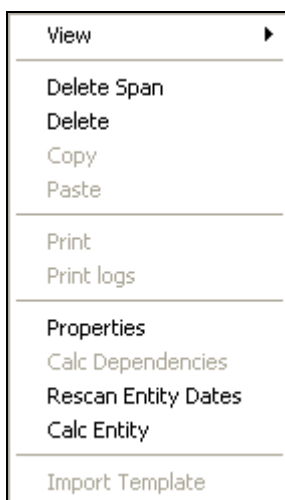 View
Delete Span
Delete
Copy
Paste
Print
Print logs
Properties
Calc Dependencies
Rescan Entity Dates
Calc Entity
Import Template